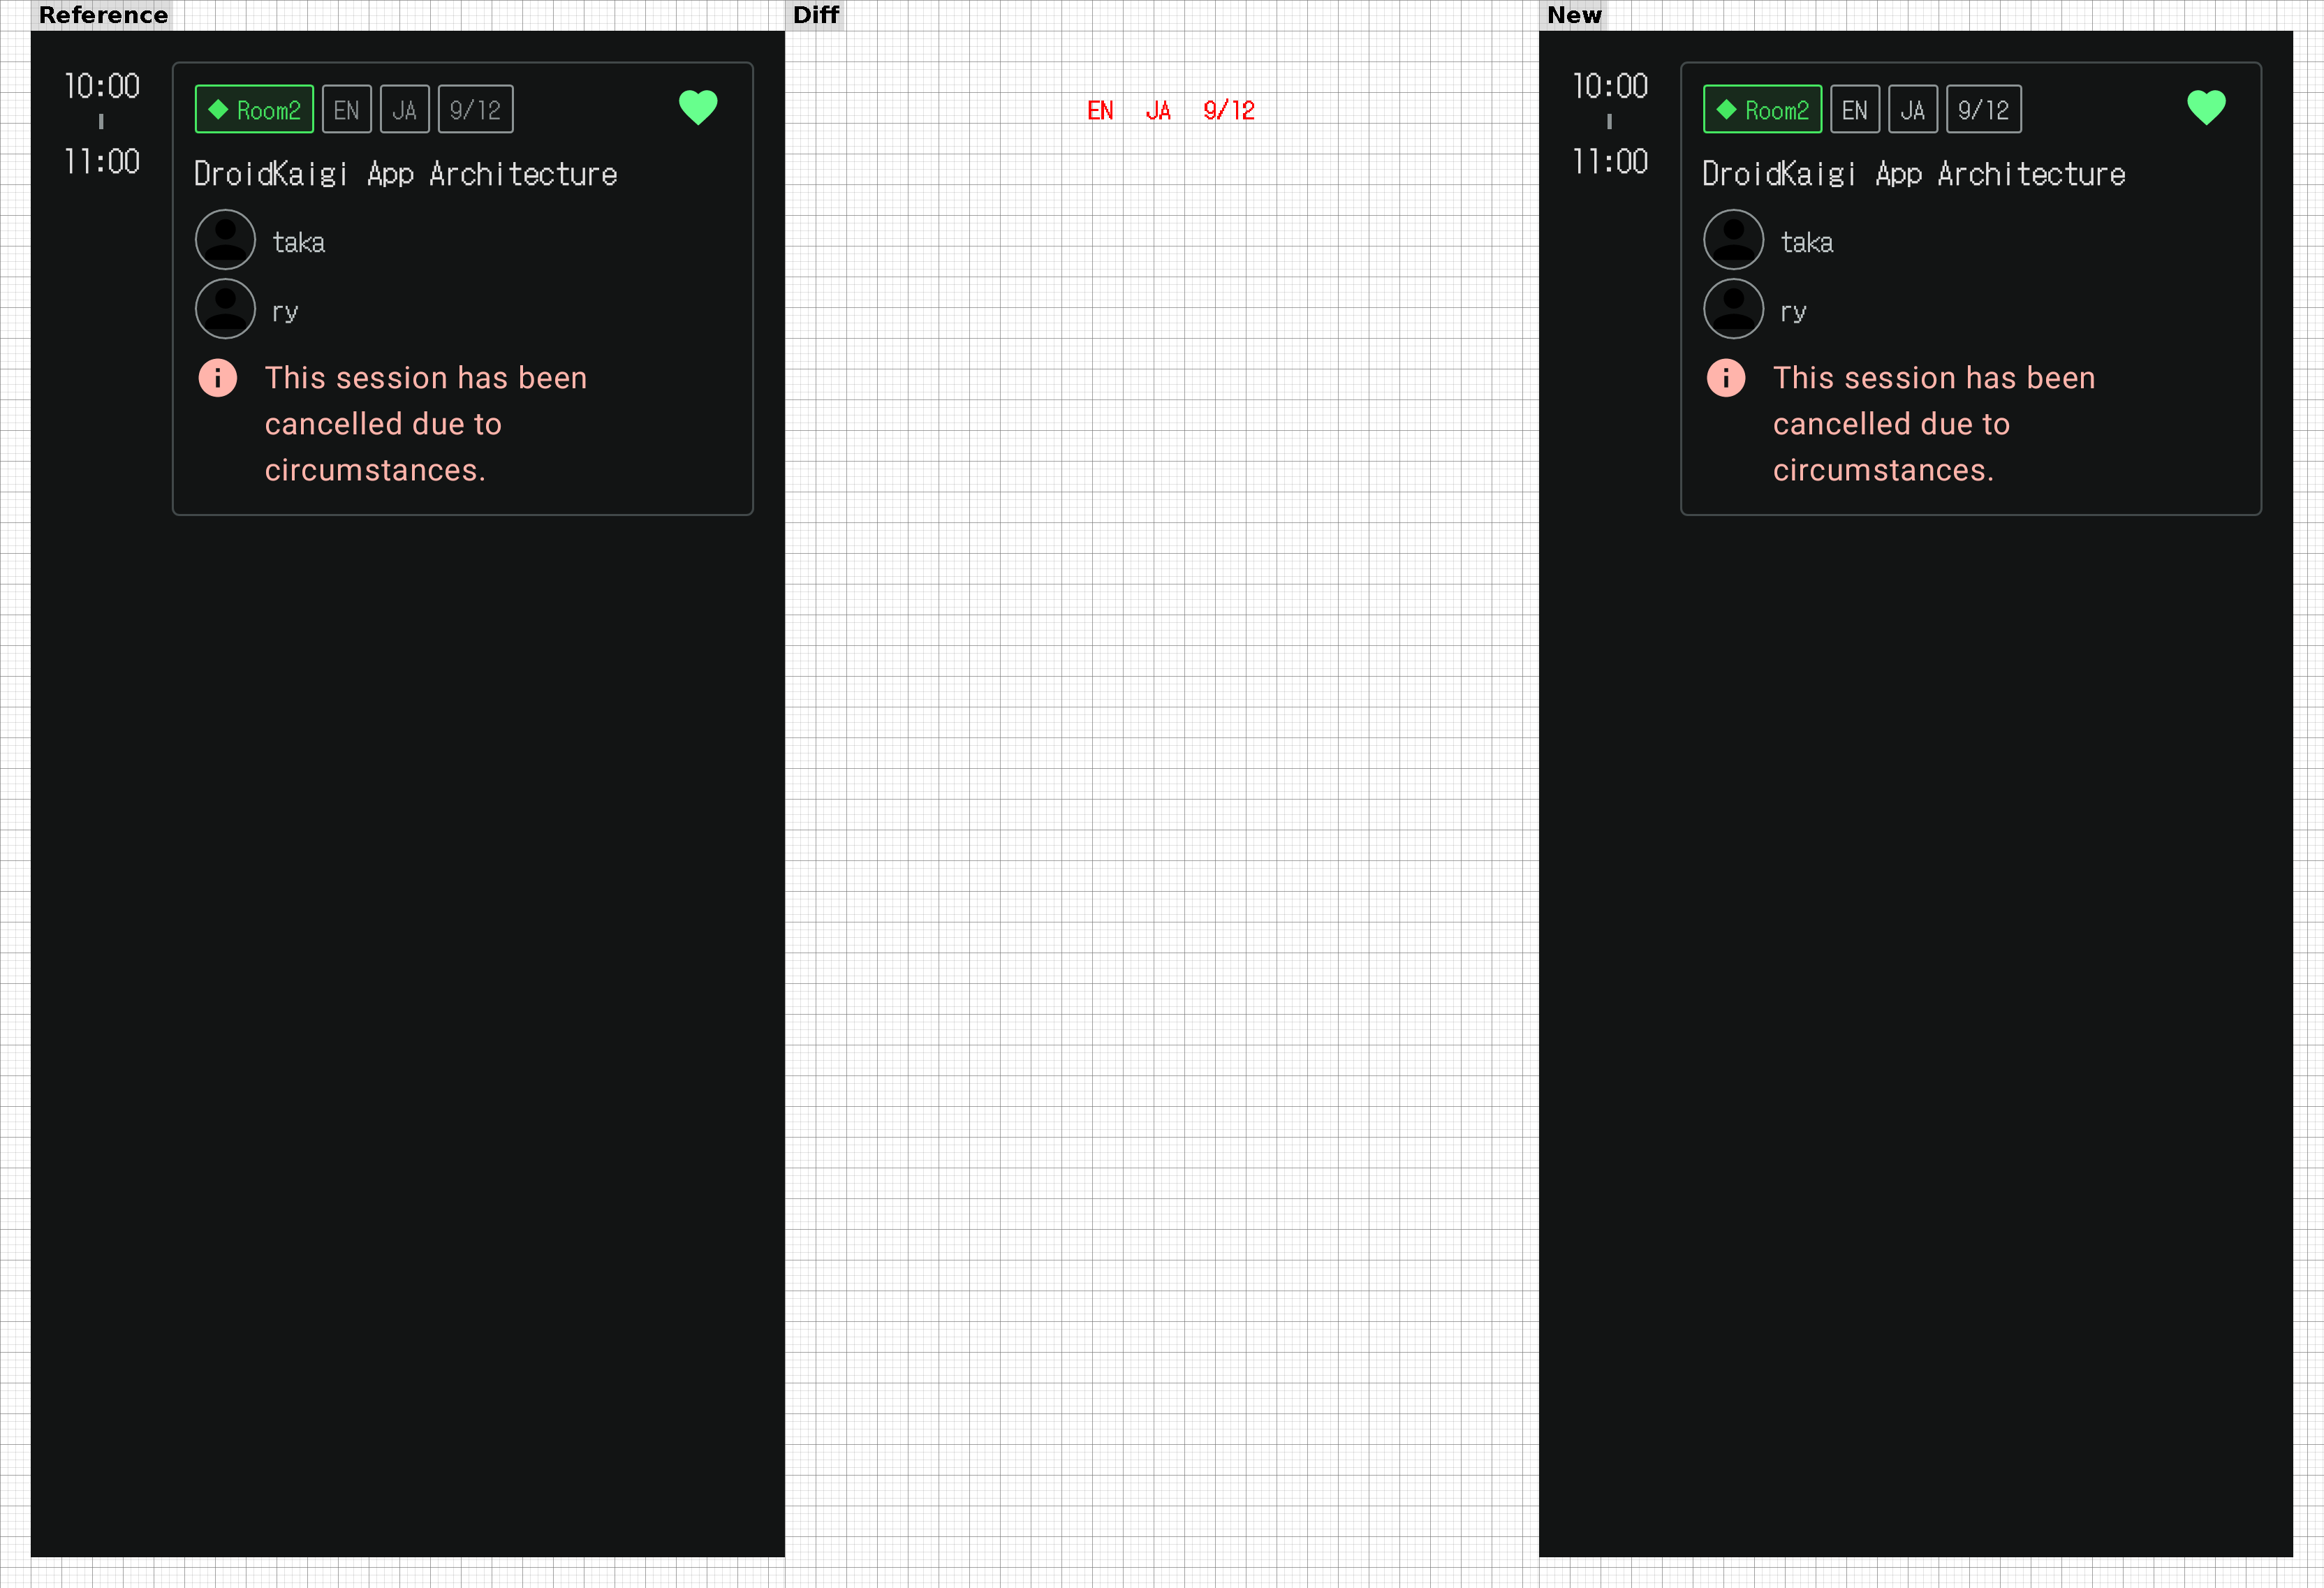 Reference
10:00
11:00
Room2 EN JA 9/12
DroidKaigi App Architecture
taka
ry
This session has been
cancelled due to
circumstances.
Diff
EN JA 9/12
New
10:00
11:00
Room2 EN JA 9/12
DroidKaigi App Architecture
taka
ry
This session has been
cancelled due to
circumstances.